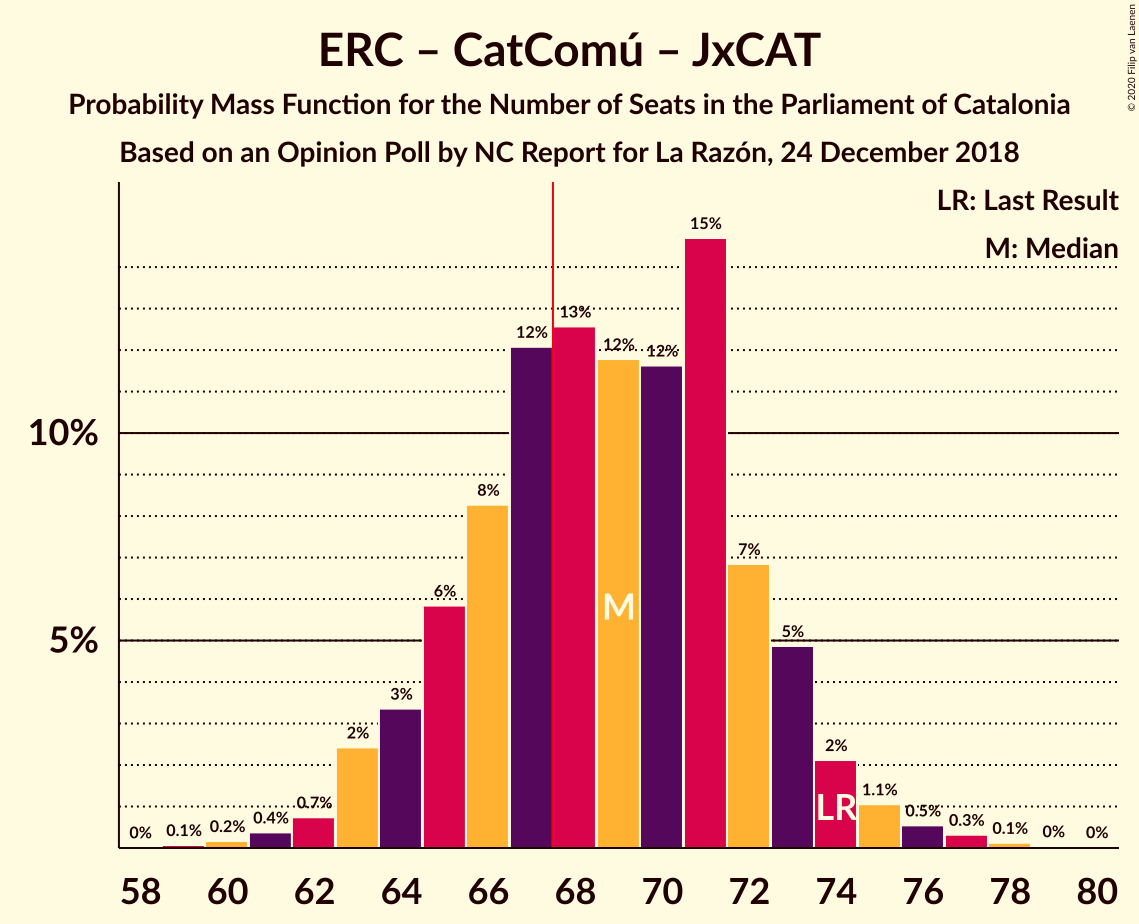 © 2020 Filip van Laenen
ERC – CatComú – JxCAT
Probability Mass Function for the Number of Seats in the Parliament of Catalonia
Based on an Opinion Poll by NC Report for La Razón, 24 December 2018
LR: Last Result
M: Median
10%
5%
0%
0.1%
0.2%
0.4%
0.7%
2%
3%
6%
8%
12%
13%
12%
12%
15%
7%
5%
2%
1.1%
0.5%
0.3%
0.1%
0%
0%
M
LR
58 60 62 64 66 68 70 72 74 76 78 80